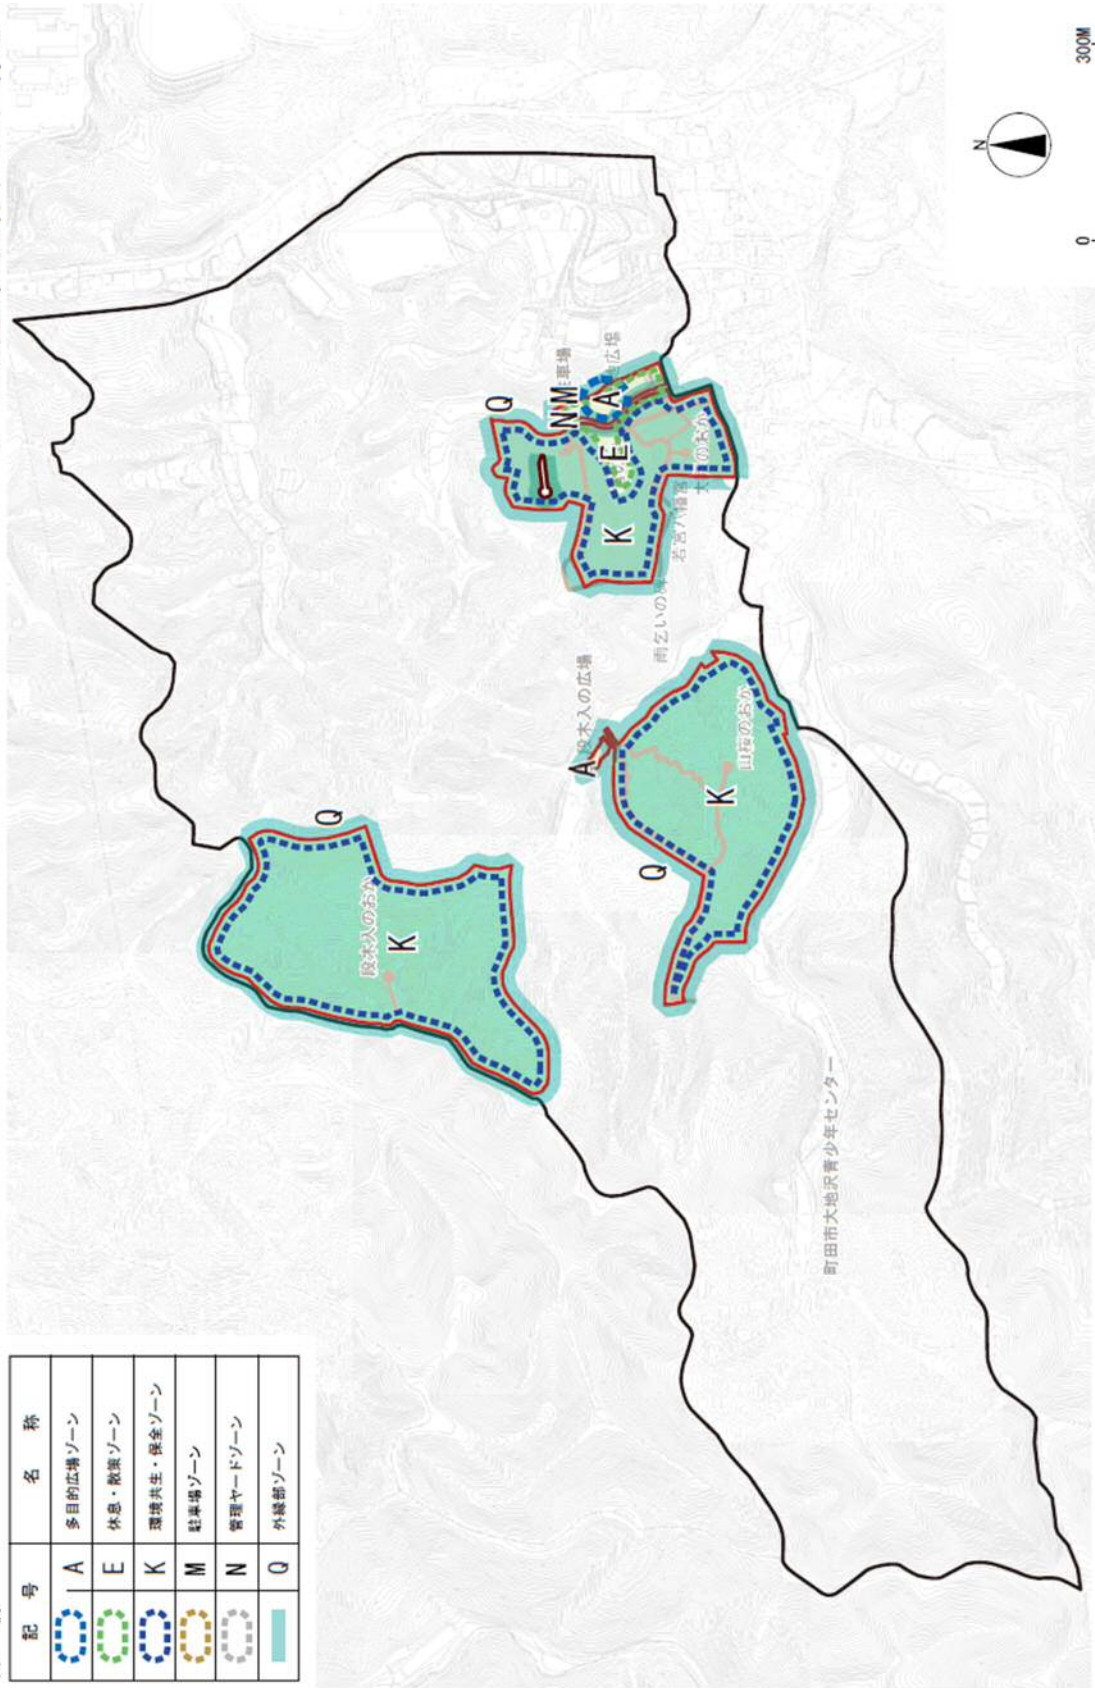 記 号
名 称
A
多目的広場ゾーン
E
休息・散策ゾーン
K
環境共生・保全ゾーン
M
駐車場ゾーン
N
管理ヤードゾーン
Q
外縁部ゾーン
Q
段木入のおか
K
A
段木入の広場
Q
K
山桜のおか
Q
N
M
A
E
K
若宮八幡宮
雨乞いの
町田市大地沢青少年センター
N
0
300M